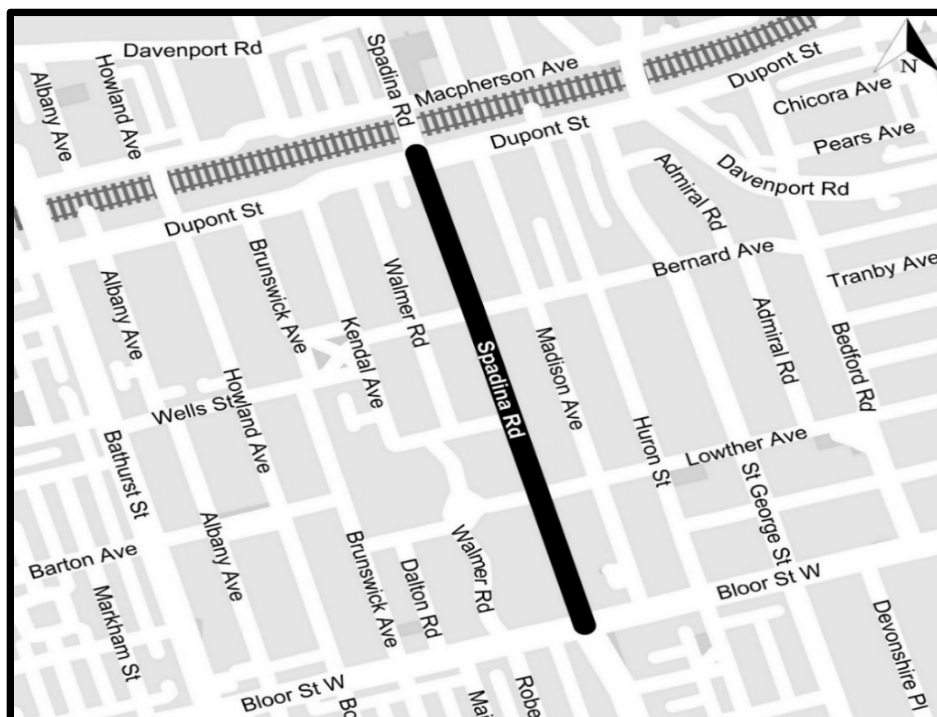 Davenport Rd
Spadina Rd
Albany Ave
Howland Ave
Macpherson Ave
Dupont St
Dupont St
Chicora Ave
Pears Ave
N
Davenport Rd
Admiral Rd
Dupont St
Bernard Ave
Tranby Ave
Albany Ave
Brunswick Ave
Walmer Rd
Kendal Ave
Spadina Rd
Madison Ave
Admiral Rd
Bedford Rd
Wells St
Howland Ave
Bathurst St
Huron St
Lowther Ave
St George St
Barton Ave
Albany Ave
Markham St
Brunswick Ave
Dalton Rd
Walmer Rd
Bloor St W
Devonshire Pl
Bloor St W